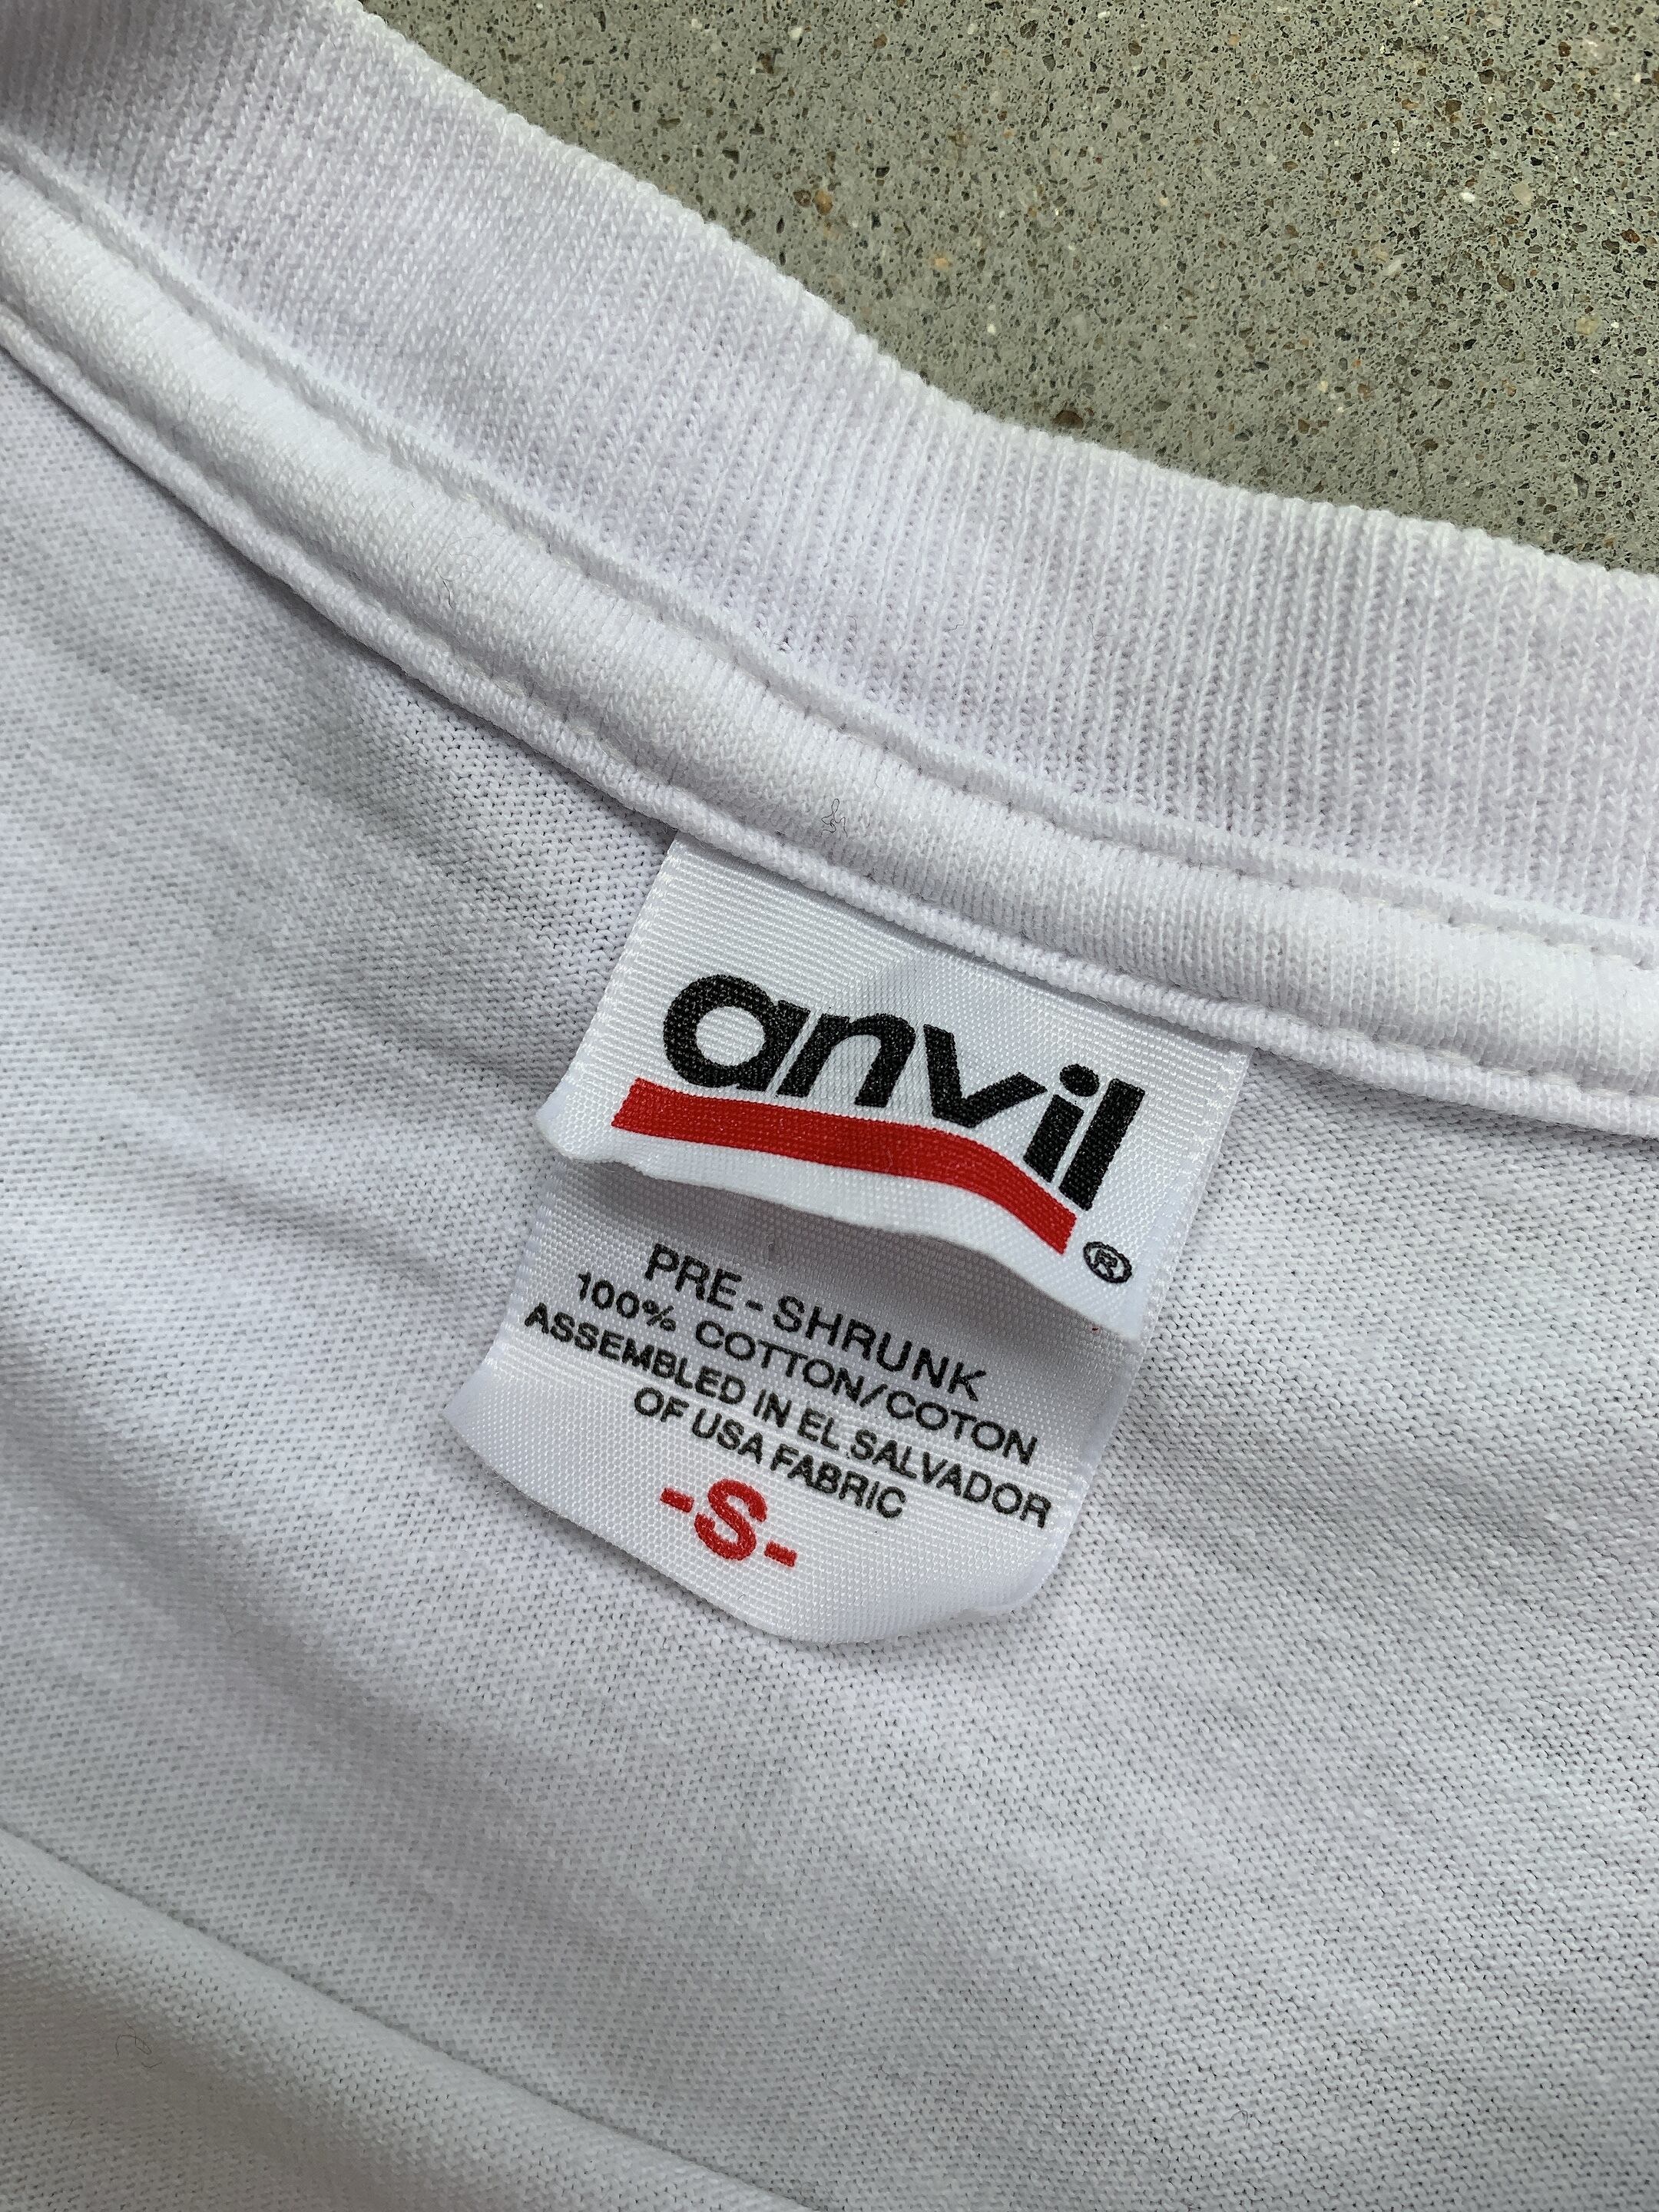 anvil®
PRE-SHRUNK
100% COTTON/COTON
ASSEMBLED IN EL SALVADOR
OF USA FABRIC
-S-